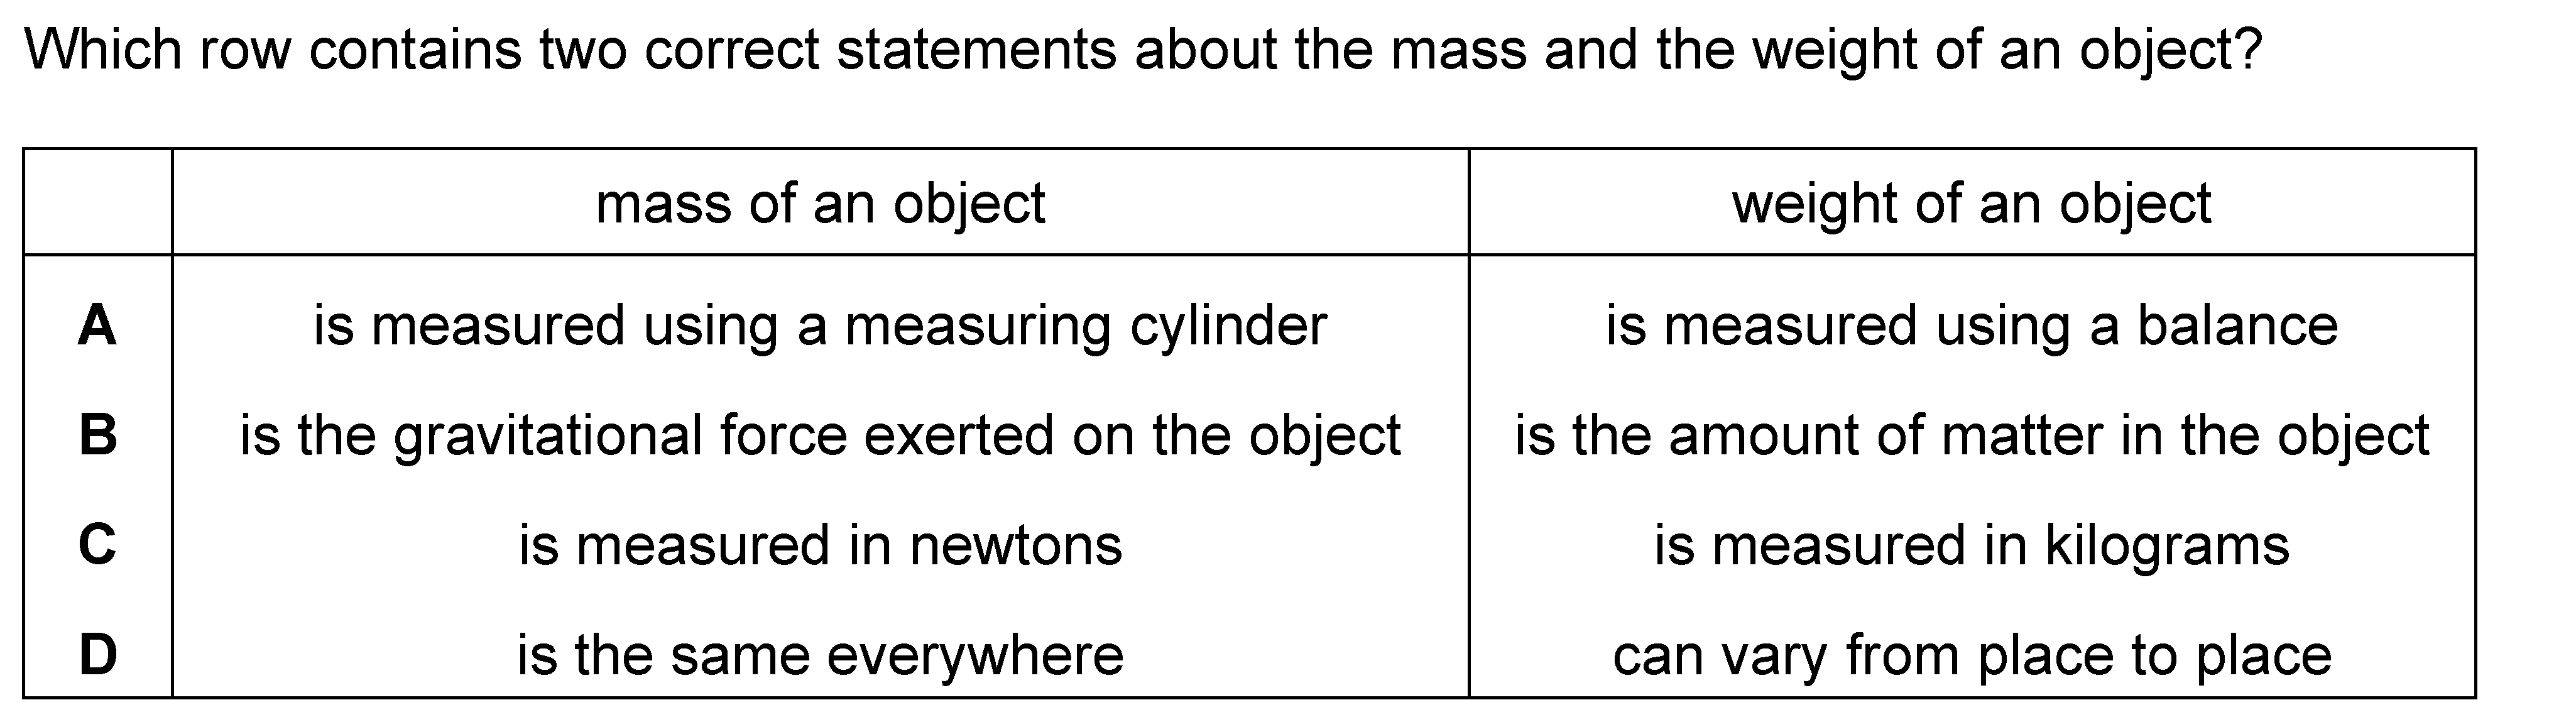 Which row contains two correct statements about the mass and the weight of an object?
mass of an object weight of an object
A is measured using a measuring cylinder is measured using a balance
B is the gravitational force exerted on the object is the amount of matter in the object
C is measured in newtons is measured in kilograms
D is the same everywhere can vary from place to place